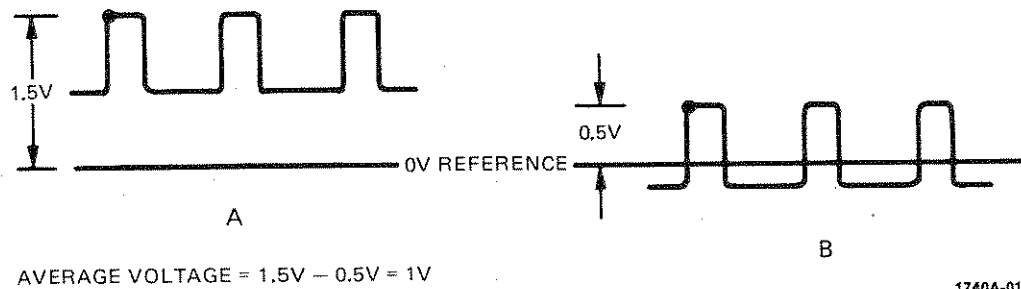 1.5V
0.5V
0V REFERENCE
A
B
AVERAGE VOLTAGE = 1.5V − 0.5V = 1V
1740A-01